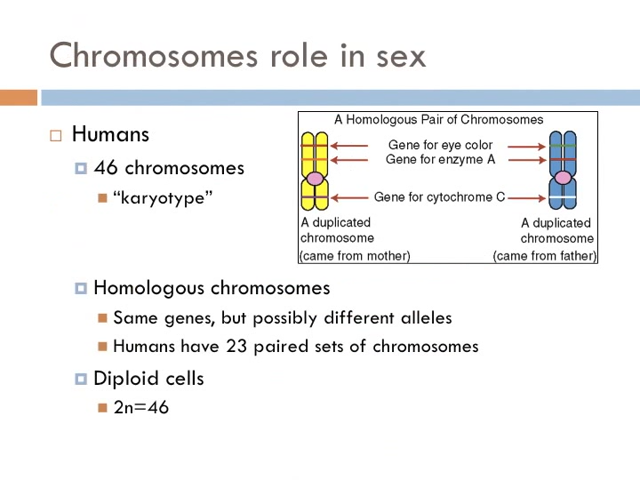 Chromosomes role in sex
Humans
46 chromosomes
“karyotype”
A Homologous Pair of Chromosomes
Gene for eye color
Gene for enzyme A
Gene for cytochrome C
A duplicated
chromosome
(came from mother)
A duplicated
chromosome
(came from father)
Homologous chromosomes
Same genes, but possibly different alleles
Humans have 23 paired sets of chromosomes
Diploid cells
2n=46